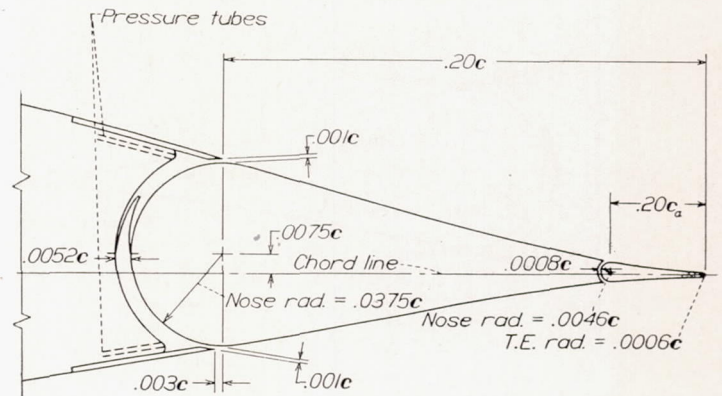 Pressure tubes
.20c
.001c
.20cₐ
.0075c
.0052c
Chord line
.0008c
Nose rad. = .0375c
Nose rad. = .0046c
T.E. rad. = .0006c
.003c
.001c